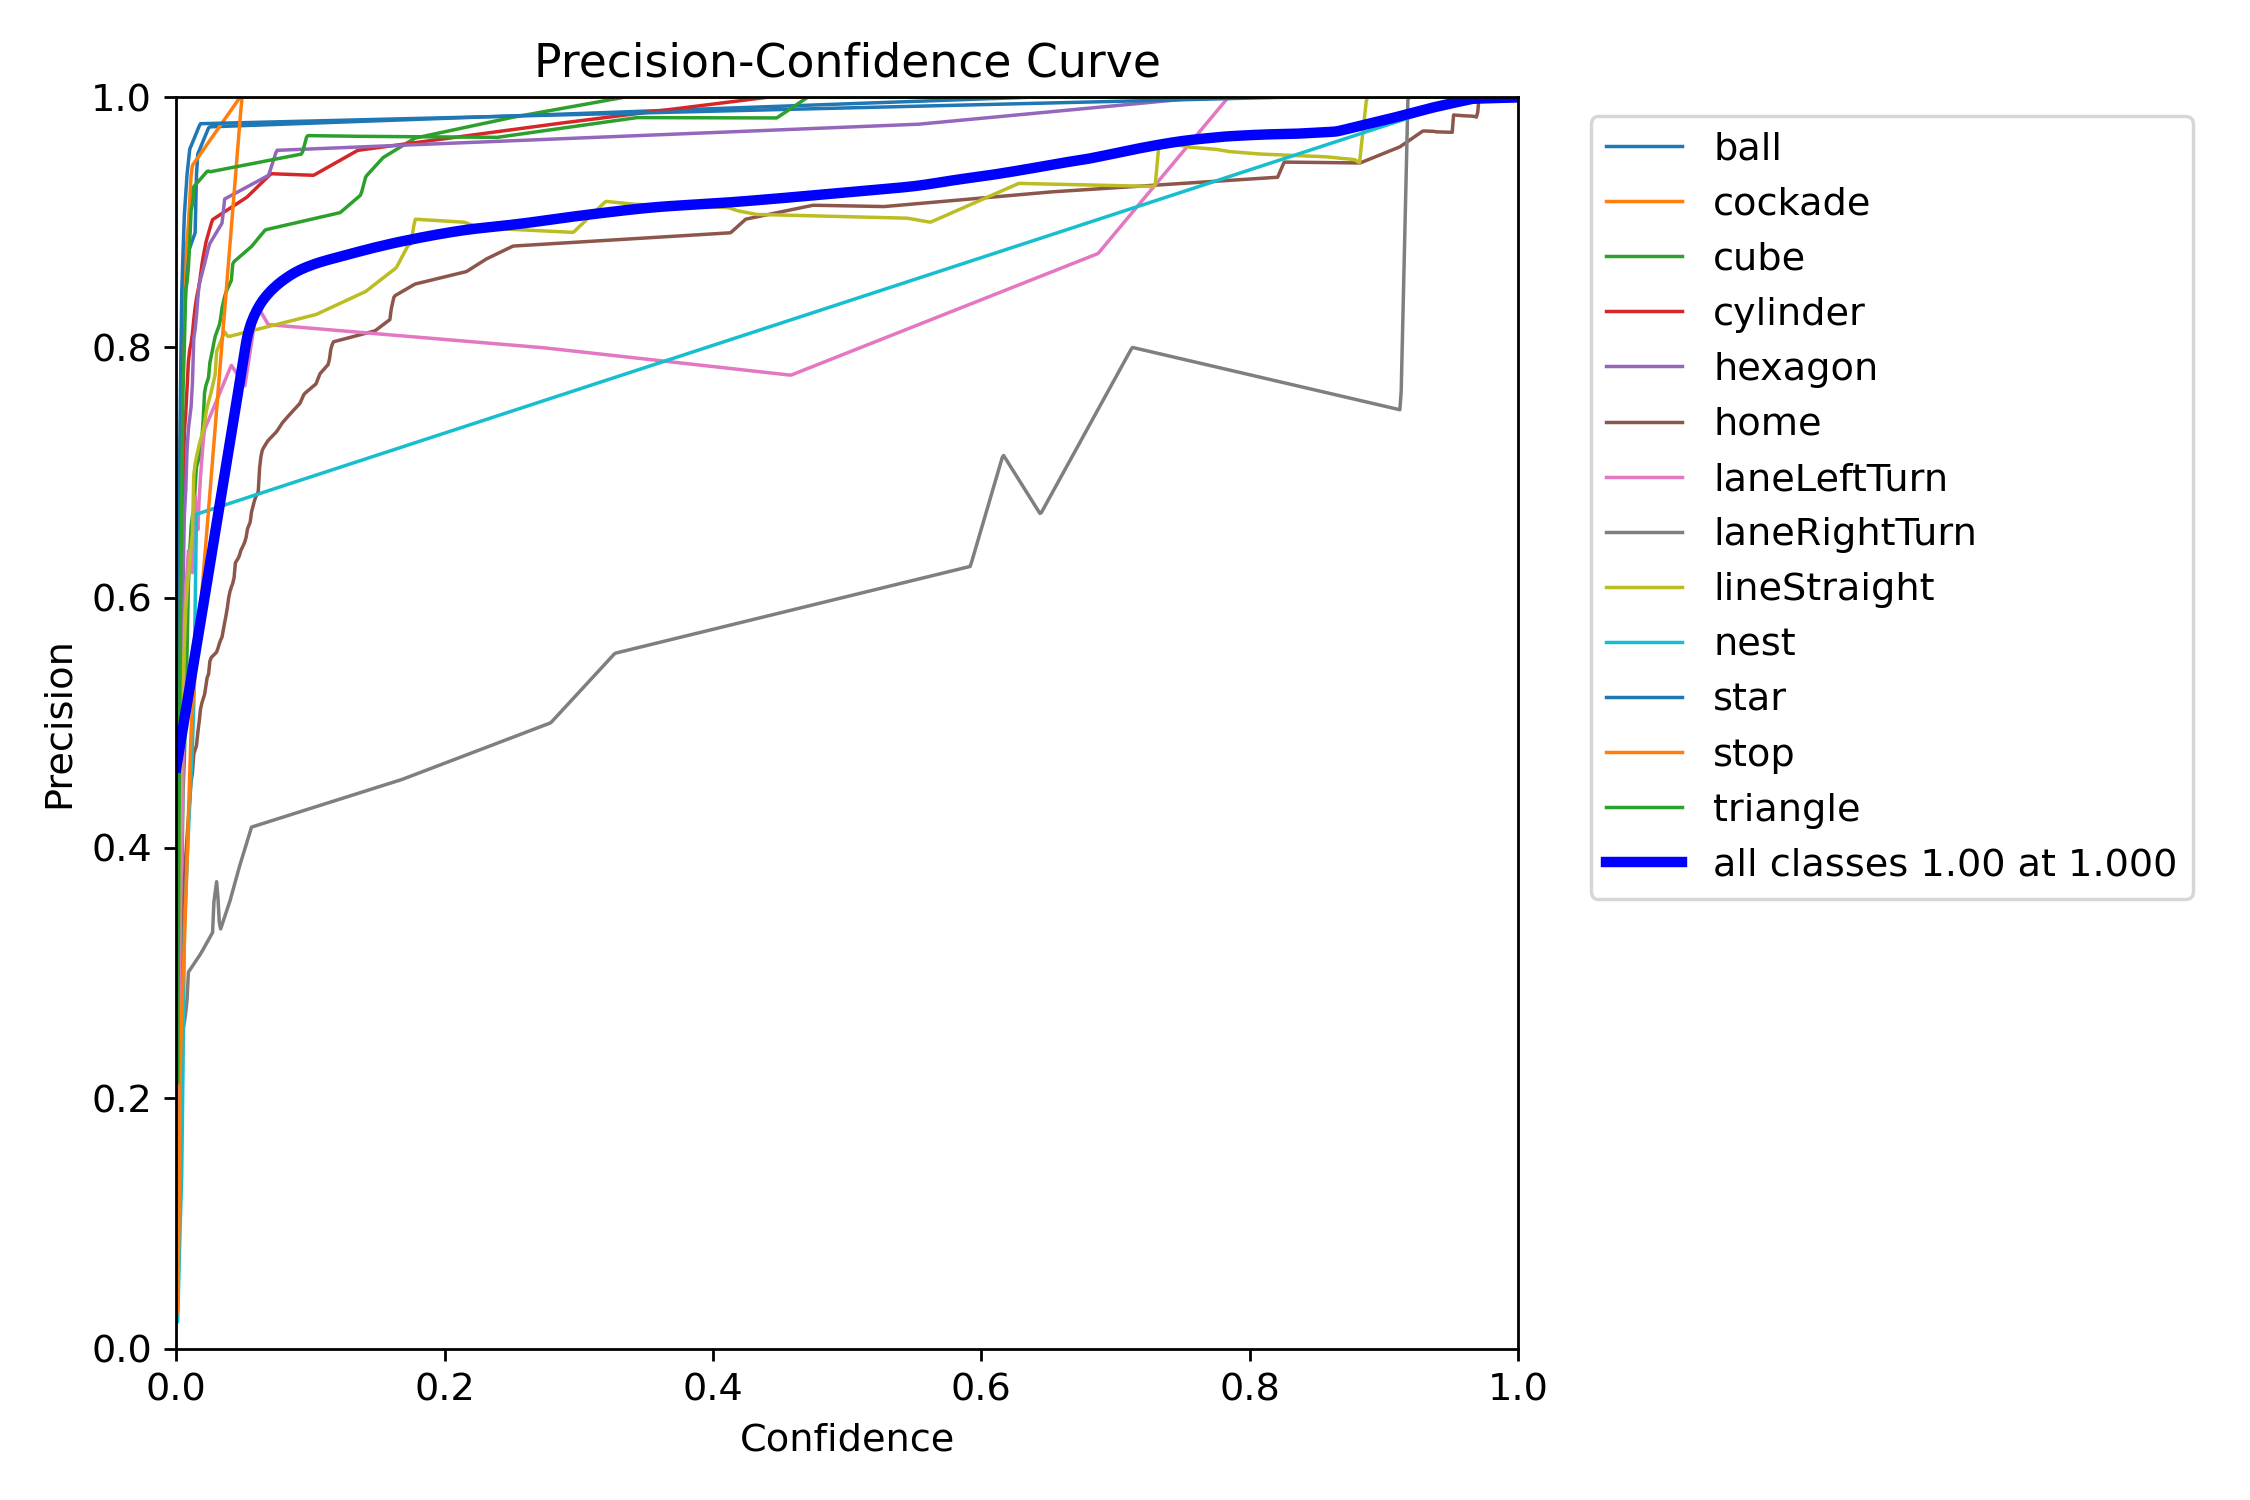 Precision-Confidence Curve
1.0
0.8
0.6
0.4
0.2
0.0
Precision
0.0 0.2 0.4 0.6 0.8 1.0
Confidence
ball
cockade
cube
cylinder
hexagon
home
laneLeftTurn
laneRightTurn
lineStraight
nest
star
stop
triangle
all classes 1.00 at 1.000